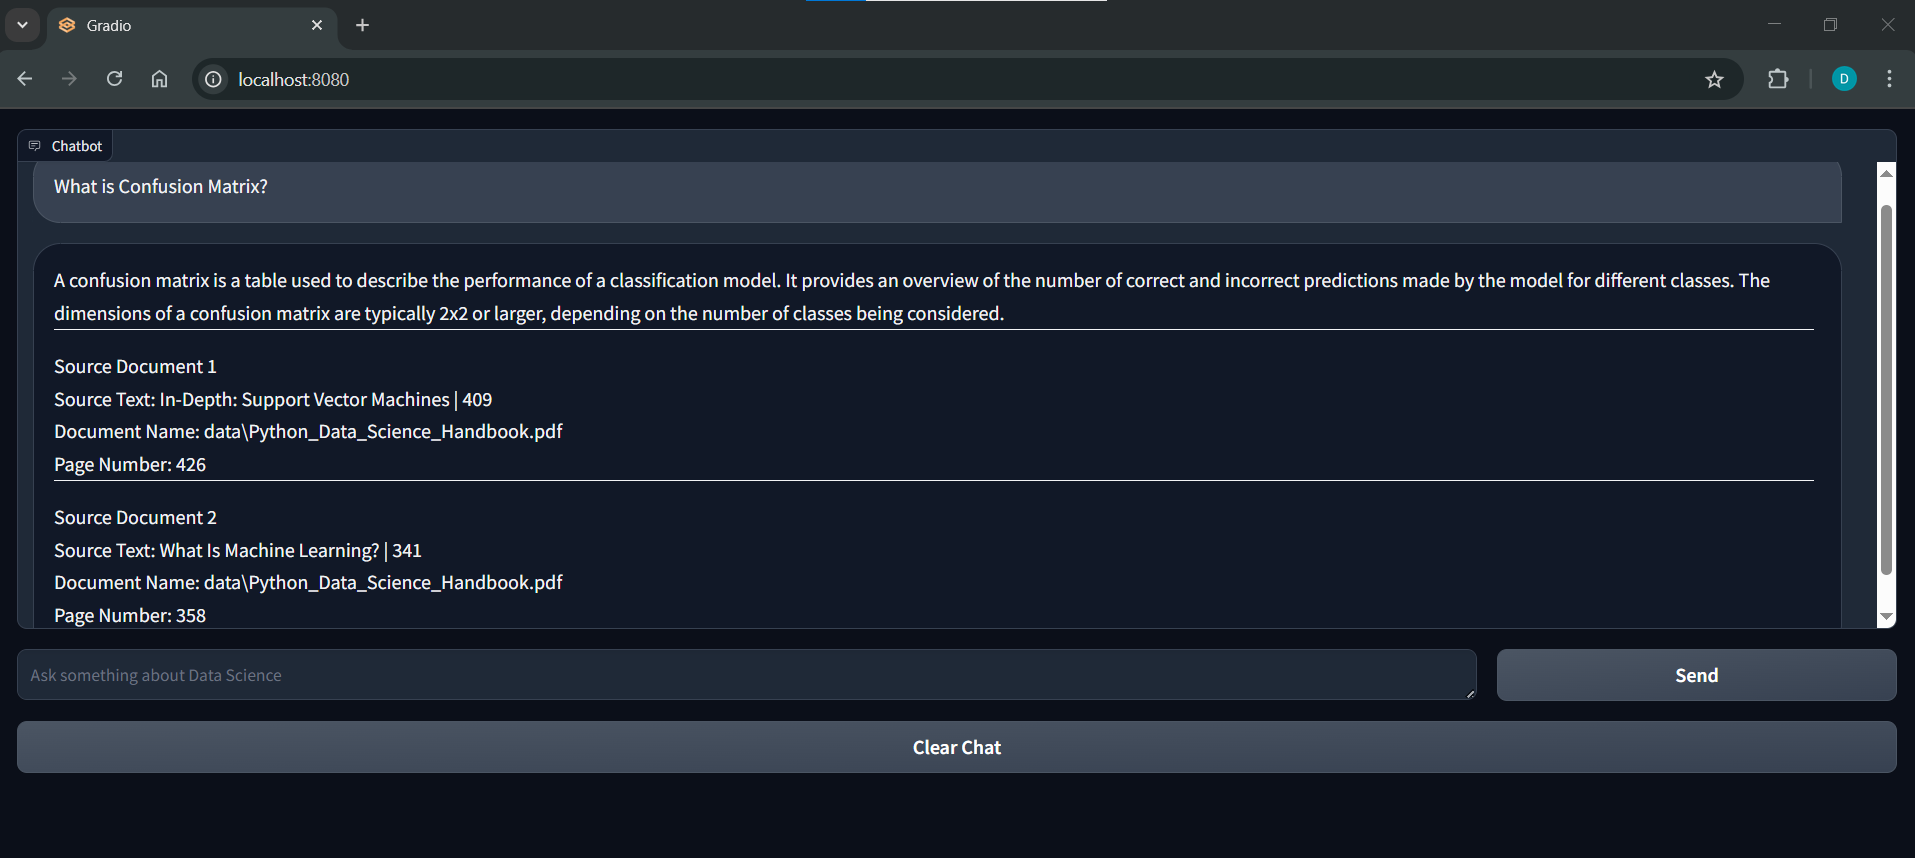 Gradio
localhost:8080
D
Chatbot
What is Confusion Matrix?
A confusion matrix is a table used to describe the performance of a classification model. It provides an overview of the number of correct and incorrect predictions made by the model for different classes. The
dimensions of a confusion matrix are typically 2x2 or larger, depending on the number of classes being considered.
Source Document 1
Source Text: In-Depth: Support Vector Machines | 409
Document Name: data\Python_Data_Science_Handbook.pdf
Page Number: 426
Source Document 2
Source Text: What Is Machine Learning? | 341
Document Name: data\Python_Data_Science_Handbook.pdf
Page Number: 358
Ask something about Data Science
Send
Clear Chat